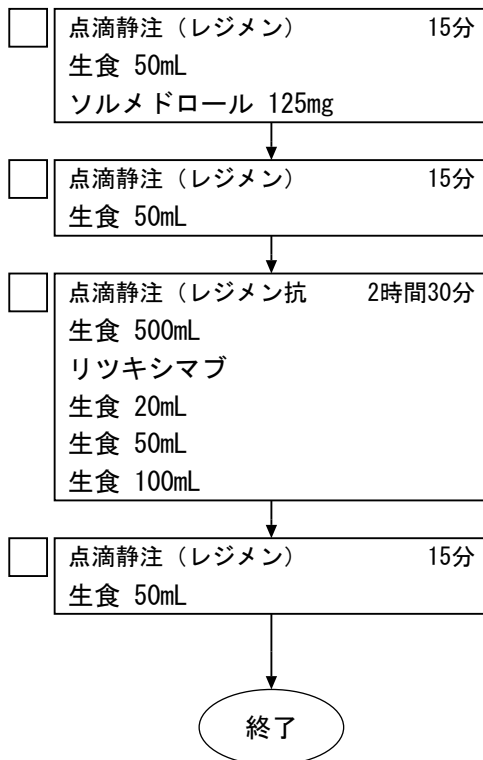 点滴静注（レジメン） 15分
生食 50mL
ソルメドロール 125mg
点滴静注（レジメン） 15分
生食 50mL
点滴静注（レジメン抗 2時間30分
生食 500mL
リツキシマブ
生食 20mL
生食 50mL
生食 100mL
点滴静注（レジメン） 15分
生食 50mL
終了